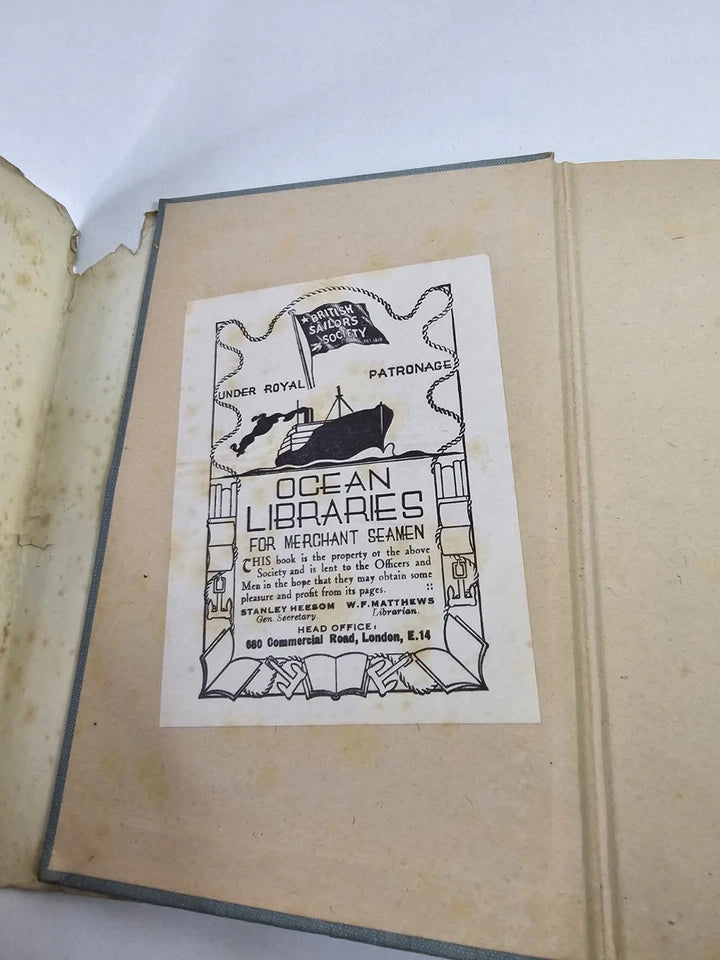 ★ BRITISH
SAILORS
SOCIETY
UNDER ROYAL PATRONAGE
OCEAN
LIBRARIES
FOR MERCHANT SEAMEN
THIS book is the property of the above
Society and is lent to the Officers and
Men in the hope that they may obtain some
pleasure and profit from its pages. ::
STANLEY HEESOM W. F. MATTHEWS
Gen. Secretary Librarian.
HEAD OFFICE:
680 Commercial Road, London, E.14